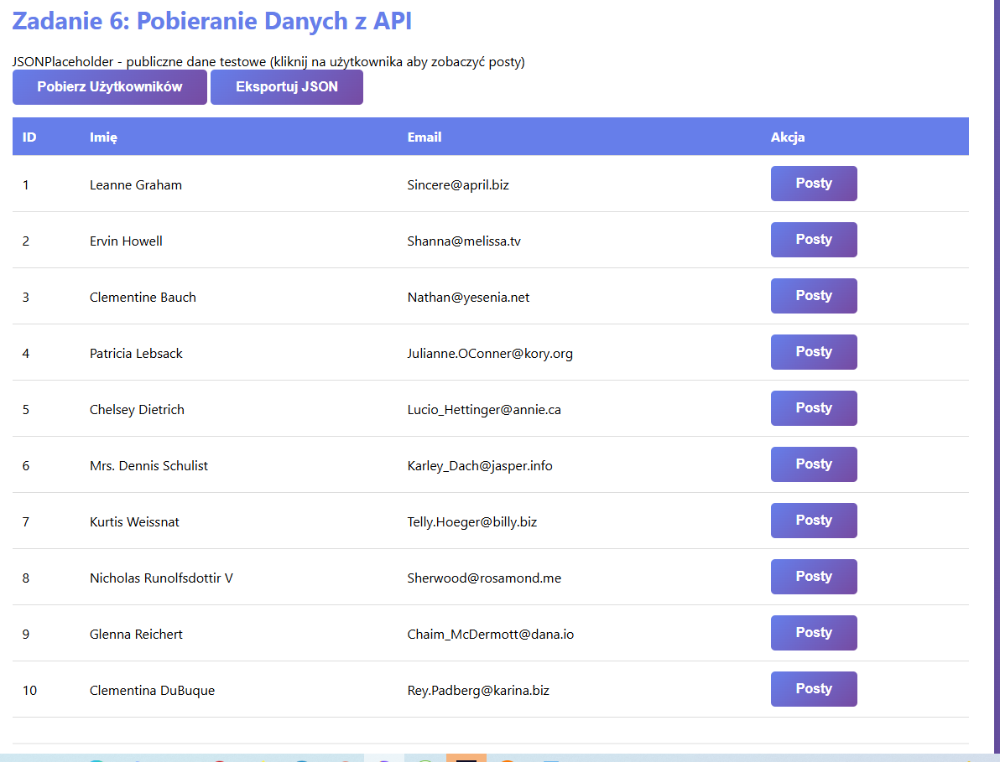 Zadanie 6: Pobieranie Danych z API
JSONPlaceholder - publiczne dane testowe (kliknij na użytkownika aby zobaczyć posty)
Pobierz Użytkowników Eksportuj JSON
ID Imię Email Akcja
1 Leanne Graham Sincere@april.biz Posty
2 Ervin Howell Shanna@melissa.tv Posty
3 Clementine Bauch Nathan@yesenia.net Posty
4 Patricia Lebsack Julianne.OConner@kory.org Posty
5 Chelsey Dietrich Lucio_Hettinger@annie.ca Posty
6 Mrs. Dennis Schulist Karley_Dach@jasper.info Posty
7 Kurtis Weissnat Telly.Hoeger@billy.biz Posty
8 Nicholas Runolfsdottir V Sherwood@rosamond.me Posty
9 Glenna Reichert Chaim_McDermott@dana.io Posty
10 Clementina DuBuque Rey.Padberg@karina.biz Posty